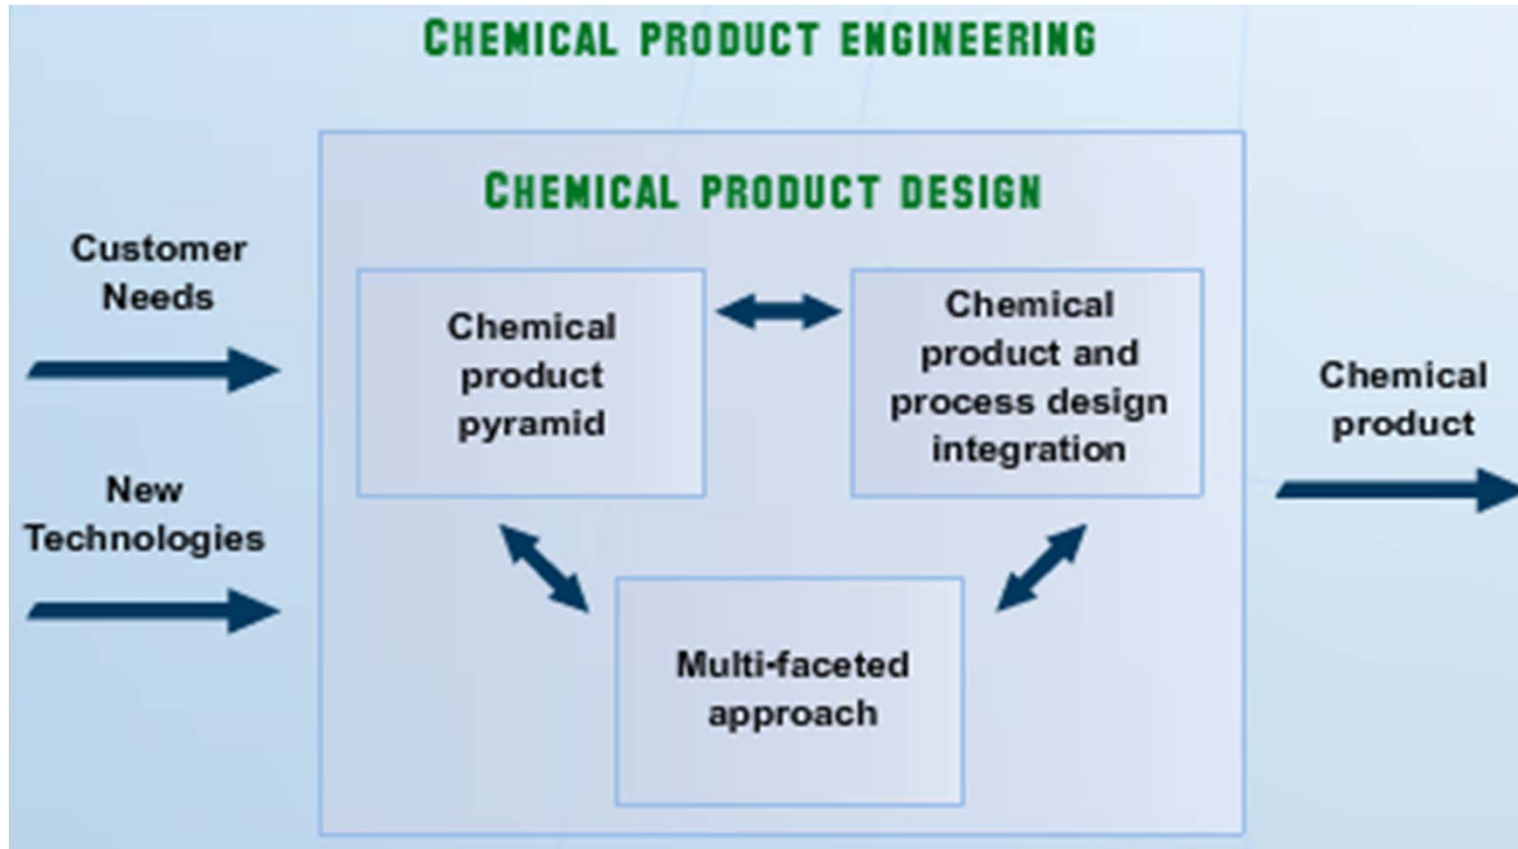 CHEMICAL PRODUCT ENGINEERING
CHEMICAL PRODUCT DESIGN
Customer
Needs
New
Technologies
Chemical
product
pyramid
Chemical
product and
process design
integration
Multi-faceted
approach
Chemical
product